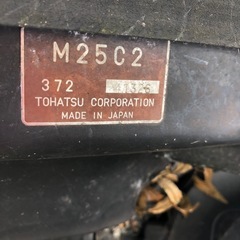 M25C2
372
TOHATSU CORPORATION
MADE IN JAPAN